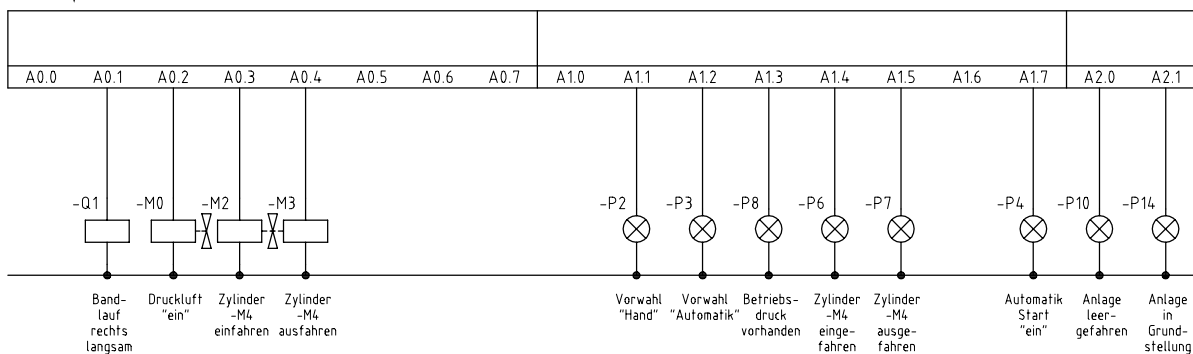 A0.0 A0.1 A0.2 A0.3 A0.4 A0.5 A0.6 A0.7 A1.0 A1.1 A1.2 A1.3 A1.4 A1.5 A1.6 A1.7 A2.0 A2.1
-Q1 -M0 -M2 -M3 -P2 -P3 -P8 -P6 -P7 -P4 -P10 -P14
Band-
lauf
rechts
langsam
Druckluft
"ein"
Zylinder
-M4
einfahren
Zylinder
-M4
ausfahren
Vorwahl
"Hand"
Vorwahl
"Automatik"
Betriebs-
druck
vorhanden
Zylinder
-M4
einge-
fahren
Zylinder
-M4
ausge-
fahren
Automatik
Start
"ein"
Anlage
leer-
gefahren
Anlage
in
Grund-
stellung